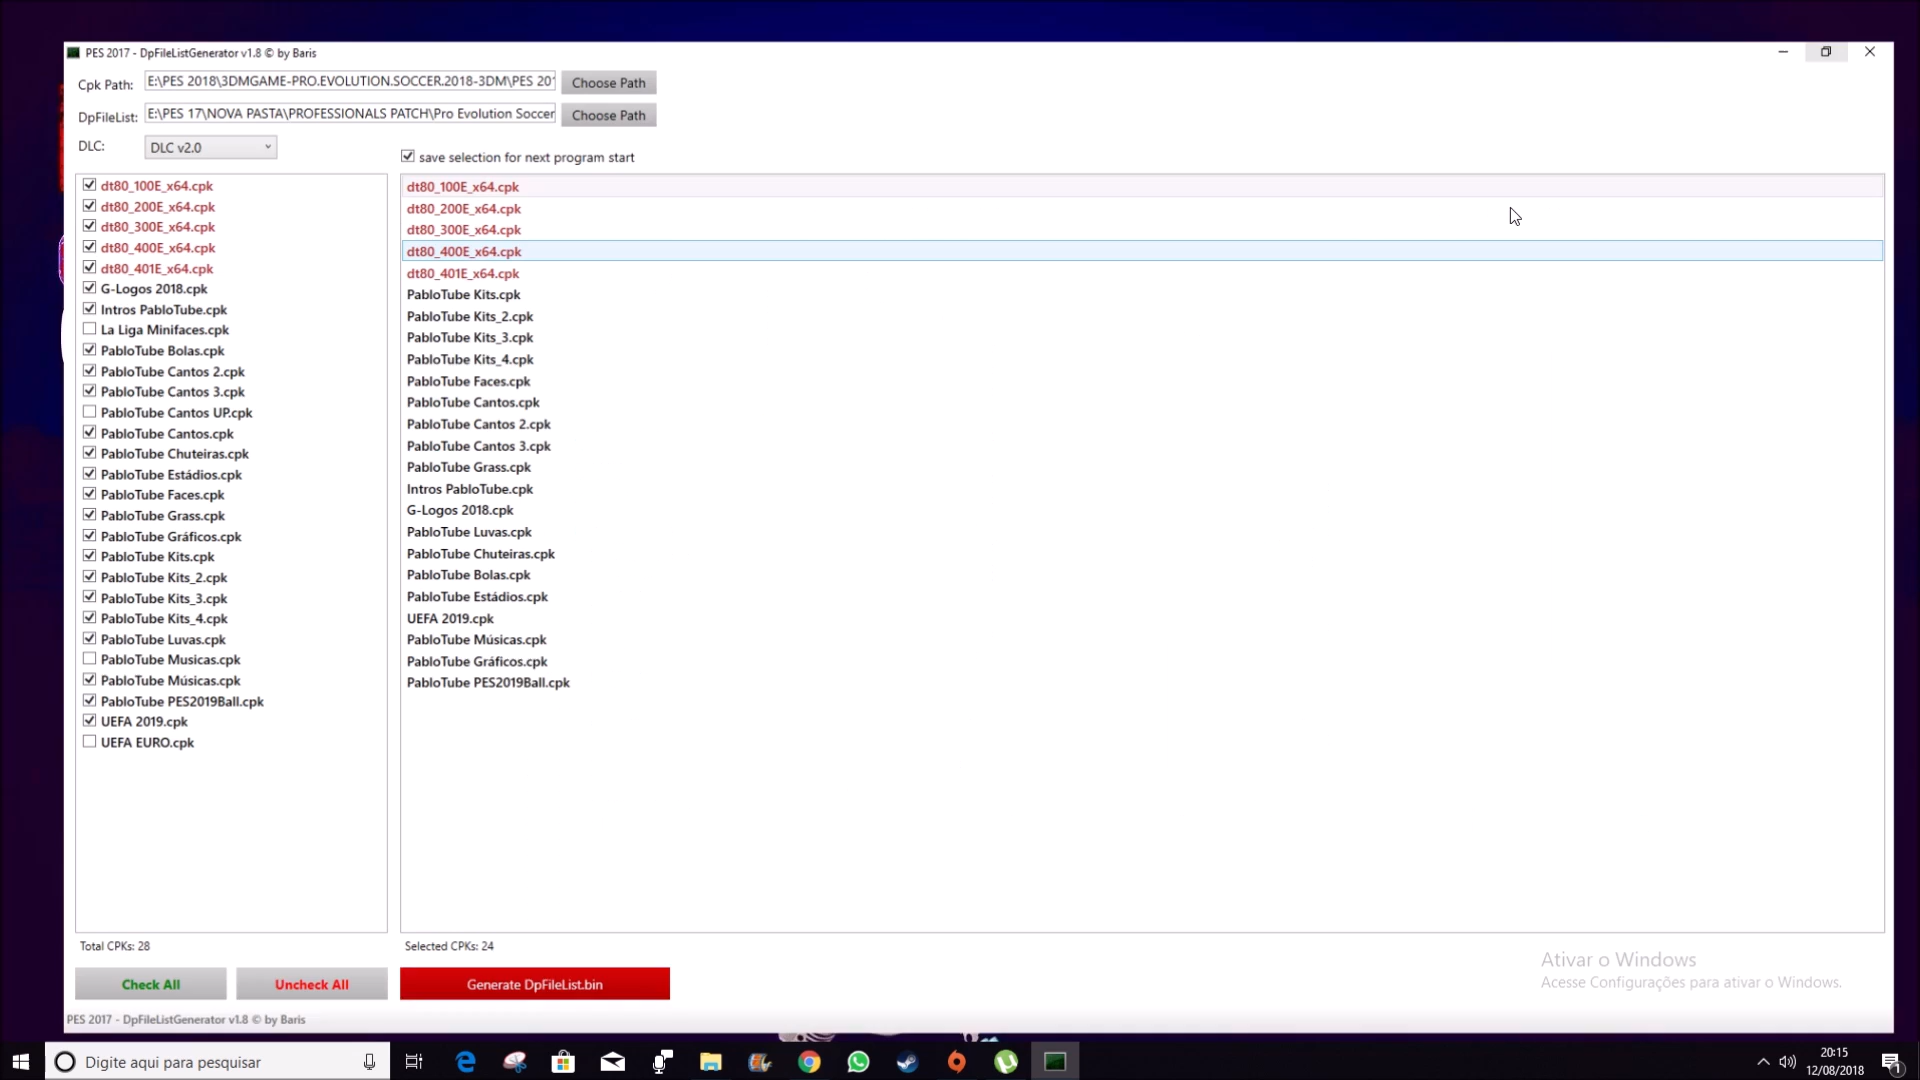 PES 2017 - DpFileListGenerator v1.8 © by Baris
Cpk Path: E:\PES 2018\3DMGAME-PRO.EVOLUTION.SOCCER.2018-3DM\PES 201 Choose Path
DpFileList: E:\PES 17\NOVA PASTA\PROFESSIONALS PATCH\Pro Evolution Soccer Choose Path
DLC: DLC v2.0
save selection for next program start
dt80_100E_x64.cpk
dt80_200E_x64.cpk
dt80_300E_x64.cpk
dt80_400E_x64.cpk
dt80_401E_x64.cpk
G-Logos 2018.cpk
Intros PabloTube.cpk
La Liga Minifaces.cpk
PabloTube Bolas.cpk
PabloTube Cantos 2.cpk
PabloTube Cantos 3.cpk
PabloTube Cantos UP.cpk
PabloTube Cantos.cpk
PabloTube Chuteiras.cpk
PabloTube Estádios.cpk
PabloTube Faces.cpk
PabloTube Grass.cpk
PabloTube Gráficos.cpk
PabloTube Kits.cpk
PabloTube Kits_2.cpk
PabloTube Kits_3.cpk
PabloTube Kits_4.cpk
PabloTube Luvas.cpk
PabloTube Musicas.cpk
PabloTube Músicas.cpk
PabloTube PES2019Ball.cpk
UEFA 2019.cpk
UEFA EURO.cpk
dt80_100E_x64.cpk
dt80_200E_x64.cpk
dt80_300E_x64.cpk
dt80_400E_x64.cpk
dt80_401E_x64.cpk
PabloTube Kits.cpk
PabloTube Kits_2.cpk
PabloTube Kits_3.cpk
PabloTube Kits_4.cpk
PabloTube Faces.cpk
PabloTube Cantos.cpk
PabloTube Cantos 2.cpk
PabloTube Cantos 3.cpk
PabloTube Grass.cpk
Intros PabloTube.cpk
G-Logos 2018.cpk
PabloTube Luvas.cpk
PabloTube Chuteiras.cpk
PabloTube Bolas.cpk
PabloTube Estádios.cpk
UEFA 2019.cpk
PabloTube Músicas.cpk
PabloTube Gráficos.cpk
PabloTube PES2019Ball.cpk
Total CPKs: 28
Selected CPKs: 24
Check All
Uncheck All
Generate DpFileList.bin
Ativar o Windows
Acesse Configurações para ativar o Windows.
PES 2017 - DpFileListGenerator v1.8 © by Baris
Digite aqui para pesquisar
20:15
12/08/2018
1